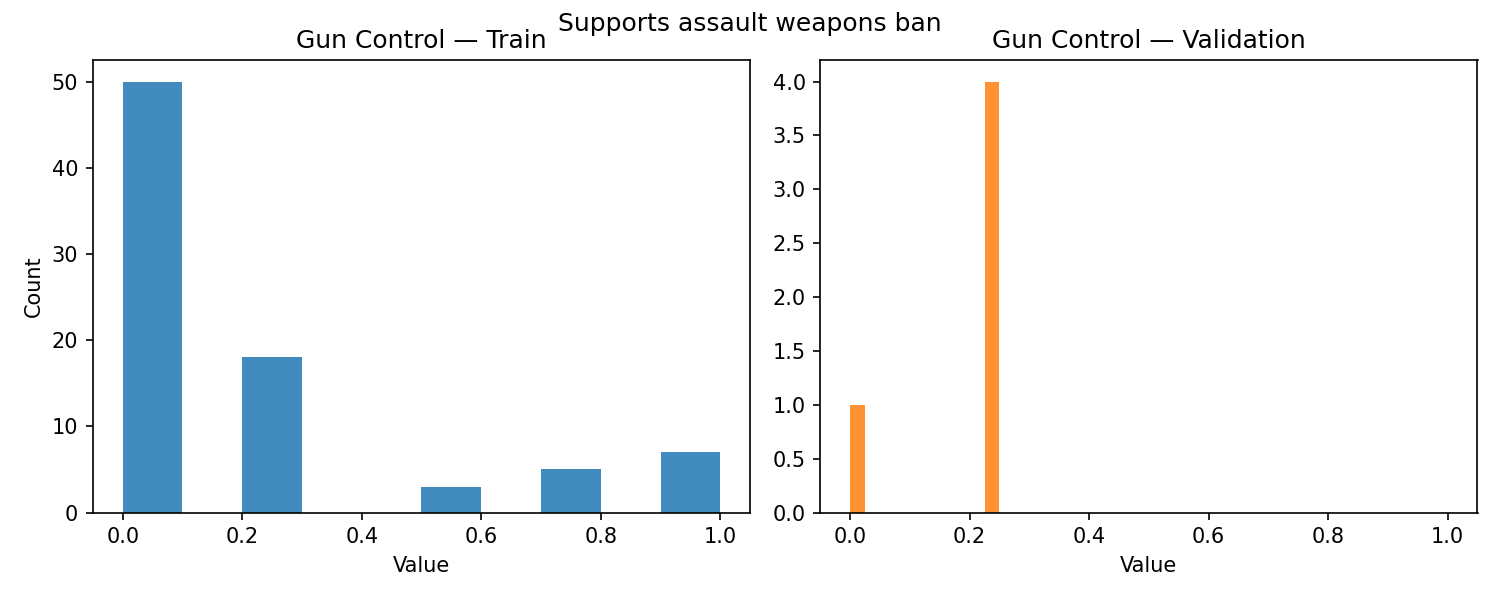 Supports assault weapons ban
Gun Control — Train
Gun Control — Validation
50
40
30
20
10
0
Count
0.0 0.2 0.4 0.6 0.8 1.0
Value
4.0
3.5
3.0
2.5
2.0
1.5
1.0
0.5
0.0
0.0 0.2 0.4 0.6 0.8 1.0
Value